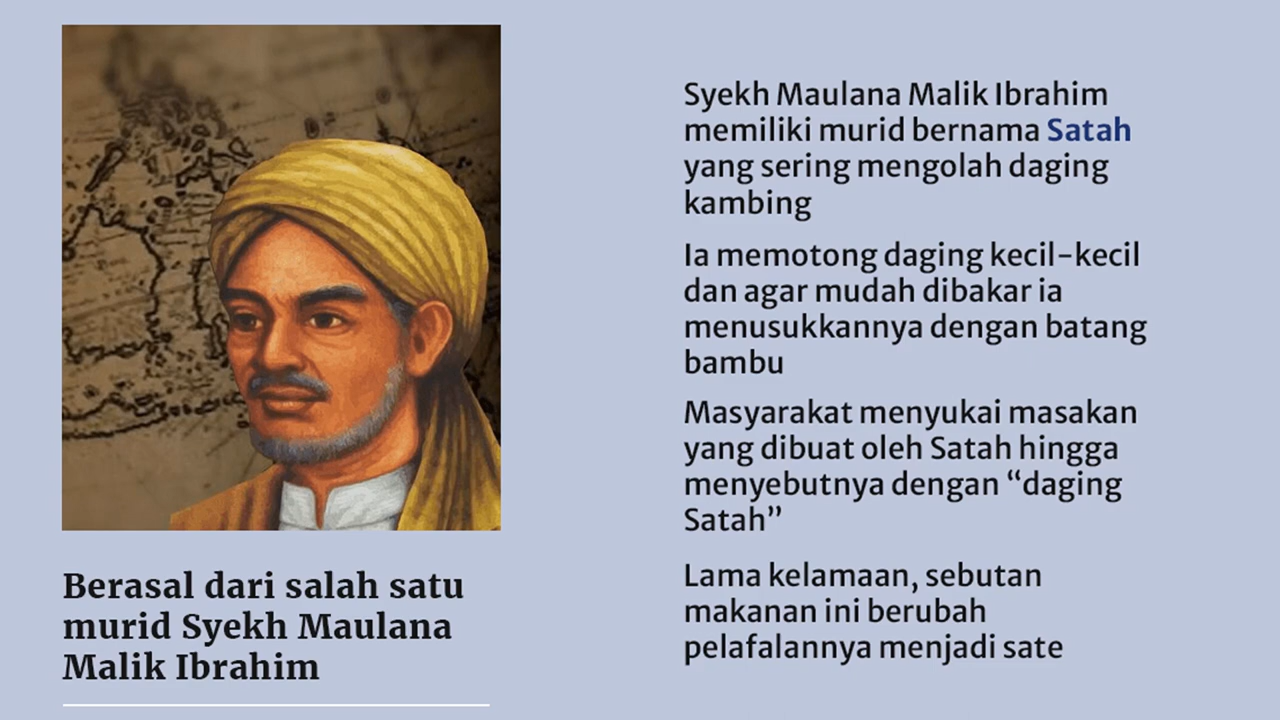 Berasal dari salah satu
murid Syekh Maulana
Malik Ibrahim
Syekh Maulana Malik Ibrahim
memiliki murid bernama Satah
yang sering mengolah daging
kambing
Ia memotong daging kecil-kecil
dan agar mudah dibakar ia
menusukkannya dengan batang
bambu
Masyarakat menyukai masakan
yang dibuat oleh Satah hingga
menyebutnya dengan “daging
Satah”
Lama kelamaan, sebutan
makanan ini berubah
pelafalannya menjadi sate